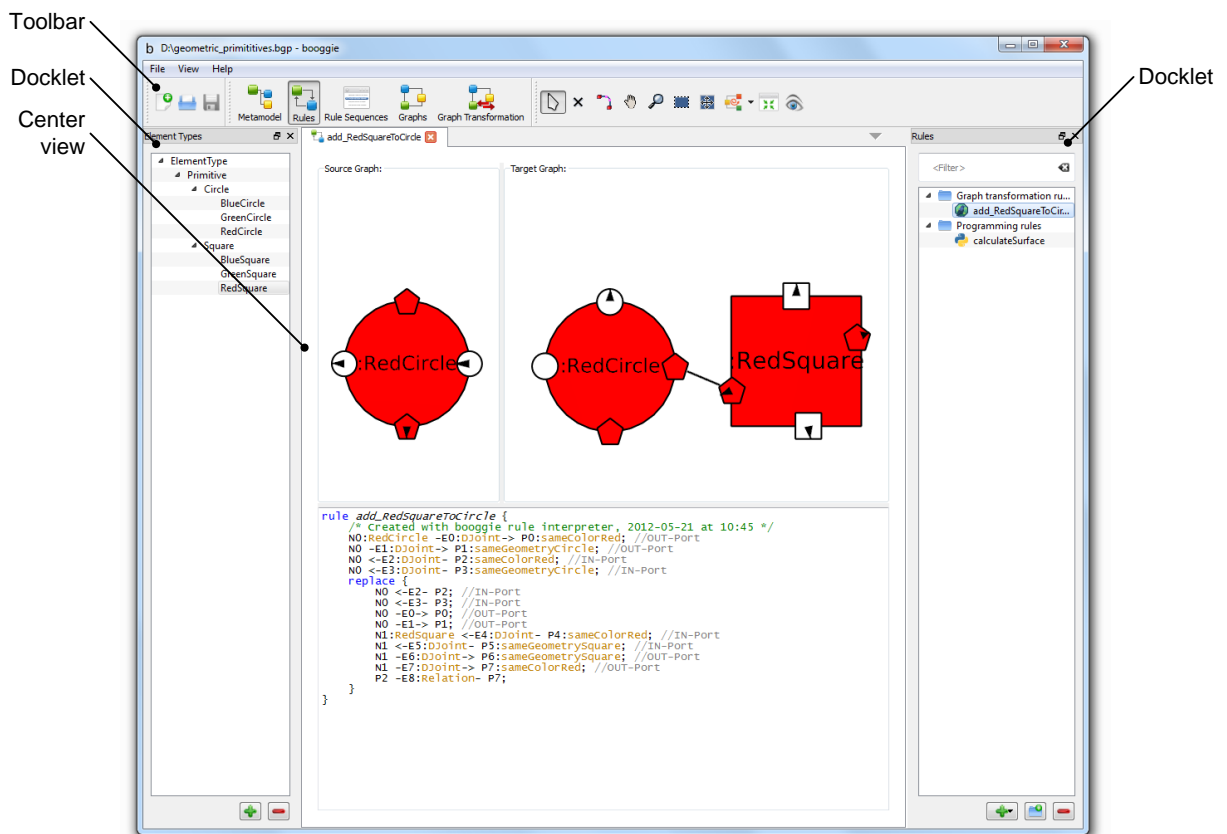 Toolbar
Docklet
Center
view
Docklet
b D:\geometric_primititives.bgp - booggie
File View Help
Metamodel Rules Rule Sequences Graphs Graph Transformation
Element Types
ElementType
Primitive
Circle
BlueCircle
GreenCircle
RedCircle
Square
BlueSquare
GreenSquare
RedSquare
add_RedSquareToCircle
Source Graph:
Target Graph:
:RedCircle
:RedCircle
:RedSquare
rule add_RedSquareToCircle {
/* Created with booggie rule interpreter, 2012-05-21 at 10:45 */
N0:RedCircle -E0:DJoint-> P0:sameColorRed; //OUT-Port
N0 -E1:DJoint-> P1:sameGeometryCircle; //OUT-Port
N0 <-E2:DJoint- P2:sameColorRed; //IN-Port
N0 <-E3:DJoint- P3:sameGeometryCircle; //IN-Port
replace {
N0 <-E2- P2; //IN-Port
N0 <-E3- P3; //IN-Port
N0 -E0-> P0; //OUT-Port
N0 -E1-> P1; //OUT-Port
N1:RedSquare <-E4:DJoint- P4:sameColorRed; //IN-Port
N1 <-E5:DJoint- P5:sameGeometrySquare; //IN-Port
N1 -E6:DJoint-> P6:sameGeometrySquare; //OUT-Port
N1 -E7:DJoint-> P7:sameColorRed; //OUT-Port
P2 -E8:Relation- P7;
}
}
Rules
<Filter>
Graph transformation ru...
add_RedSquareToCir...
Programming rules
calculateSurface